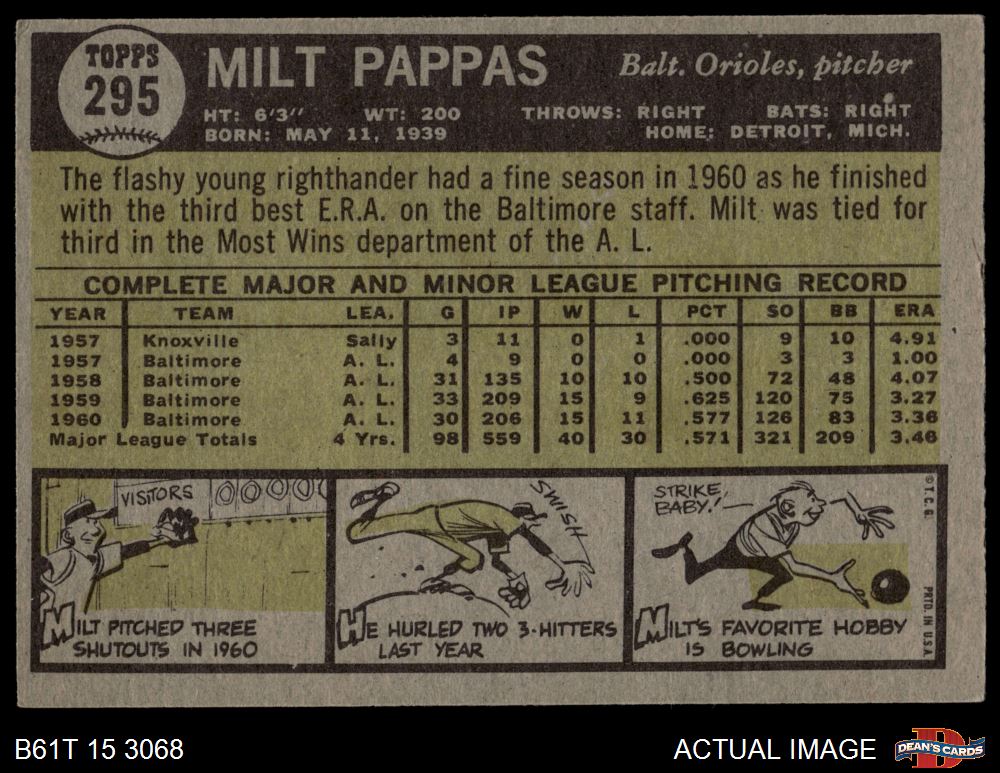 TOPPS
295
MILT PAPPAS
Balt. Orioles, pitcher
HT: 6'3" WT: 200 THROWS: RIGHT BATS: RIGHT
BORN: MAY 11, 1939 HOME: DETROIT, MICH.
The flashy young righthander had a fine season in 1960 as he finished
with the third best E.R.A. on the Baltimore staff. Milt was tied for
third in the Most Wins department of the A. L.
COMPLETE MAJOR AND MINOR LEAGUE PITCHING RECORD
YEAR TEAM LEA. G IP W L PCT SO BB ERA
1957 Knoxville Sally 3 11 0 1 .000 9 10 4.91
1957 Baltimore A. L. 4 9 0 0 .000 3 3 1.00
1958 Baltimore A. L. 31 135 10 10 .500 72 48 4.07
1959 Baltimore A. L. 33 209 15 9 .625 120 75 3.27
1960 Baltimore A. L. 30 206 15 11 .577 126 83 3.36
Major League Totals 4 Yrs. 98 559 40 30 .571 321 209 3.46
VISITORS 00000
MILT PITCHED THREE
SHUTOUTS IN 1960
SWISH
HE HURLED TWO 3-HITTERS
LAST YEAR
STRIKE,
BABY!
MILT'S FAVORITE HOBBY
IS BOWLING
© T.C.G. PRTD. IN U.S.A.
B61T 15 3068
ACTUAL IMAGE
D
DEAN'S CARDS